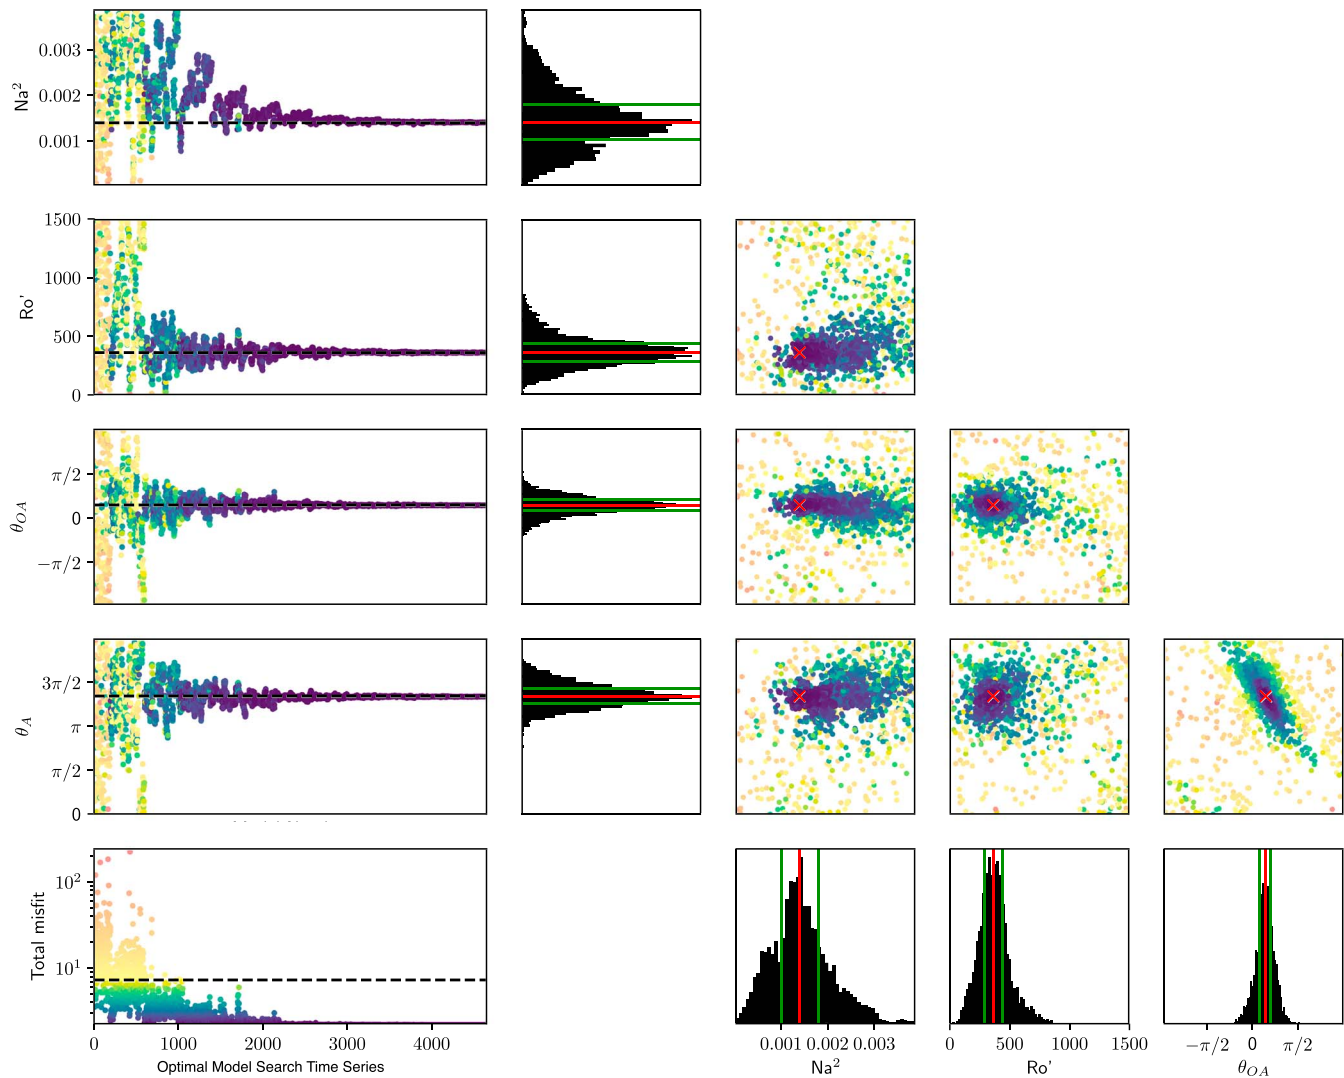 0.003
0.002
0.001
Na²
1500
1000
500
0
Ro'
π/2
0
−π/2
θ_OA
3π/2
π
π/2
0
θ_A
10²
10¹
Total misfit
0 1000 2000 3000 4000
Optimal Model Search Time Series
0.001 0.002 0.003
Na²
0 500 1000 1500
Ro'
−π/2 0 π/2
θ_OA